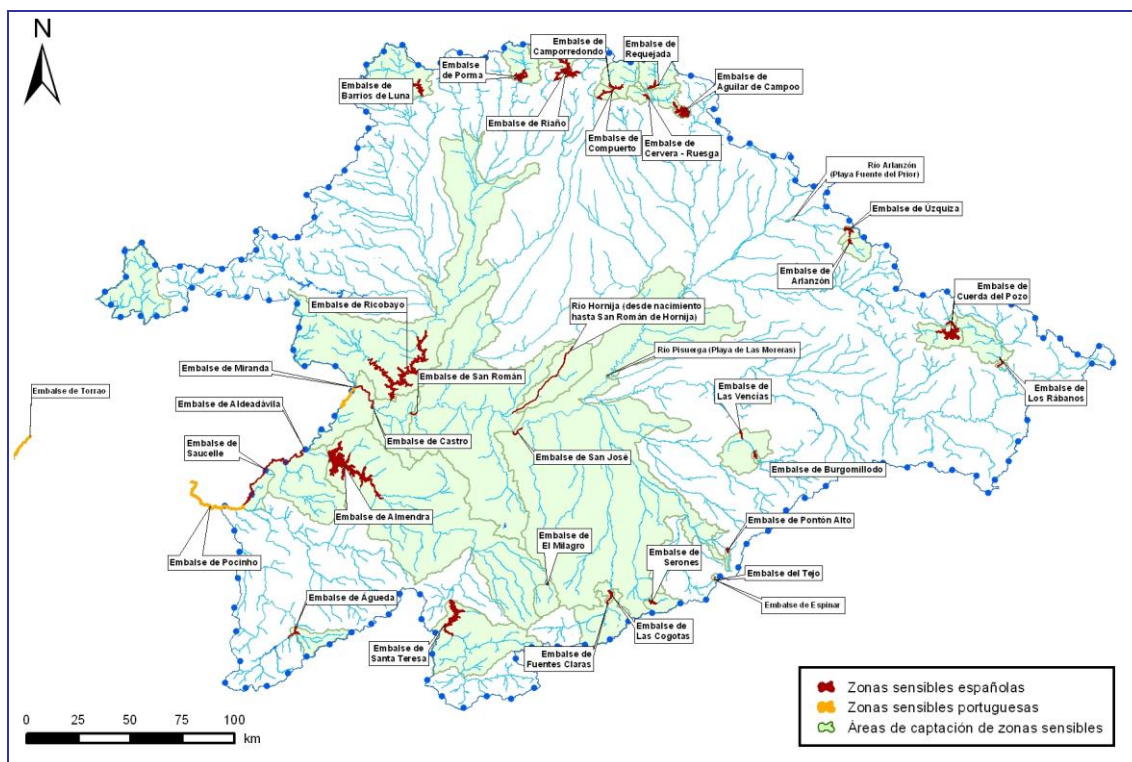 N
Embalse de
Camporredondo
Embalse de
Requejada
Embalse
de Porma
Embalse de
Aguilar de Campoo
Embalse de
Barrios de Luna
Embalse de Riaño
Embalse de
Compuerto
Embalse de
Cervera - Ruesga
Río Arlanzón
(Playa Fuente del Prior)
Embalse de Úzquiza
Embalse de
Arlanzón
Embalse de
Cuerda del Pozo
Embalse de Ricobayo
Río Hornija (desde nacimiento
hasta San Román de Hornija)
Río Pisuerga (Playa de Las Moreras)
Embalse de Miranda
Embalse de San Román
Embalse de
Las Vencías
Embalse de
Los Rábanos
Embalse de Torrao
Embalse de Aldeadávila
Embalse de Castro
Embalse de
Saucelle
Embalse de San José
Embalse de Burgomillodo
Embalse de Almendra
Embalse de Pontón Alto
Embalse de
El Milagro
Embalse de
Serones
Embalse de Pocinho
Embalse del Tejo
Embalse de Águeda
Embalse de Espinar
Embalse de
Las Cogotas
Embalse de
Santa Teresa
Embalse de
Fuentes Claras
Zonas sensibles españolas
Zonas sensibles portuguesas
Áreas de captación de zonas sensibles
0 25 50 75 100
km